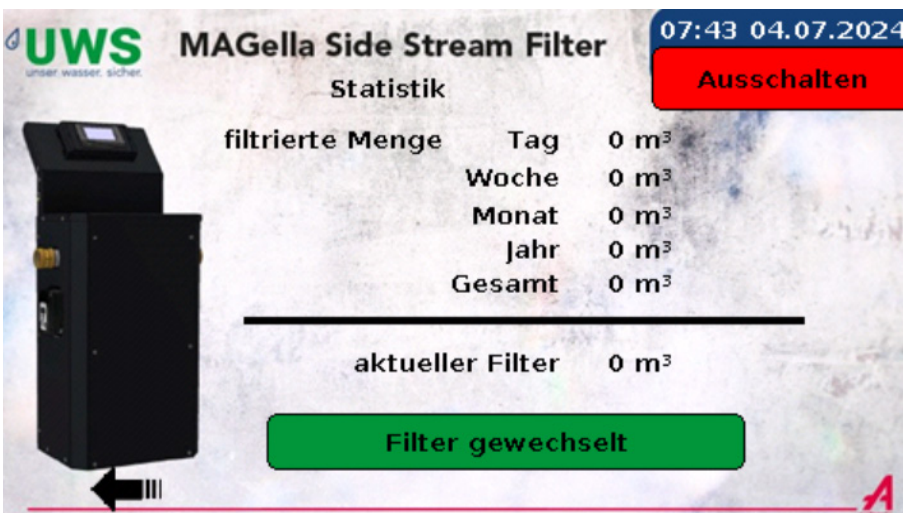 UWS
unser wasser. sicher.
MAGella Side Stream Filter
07:43 04.07.2024
Statistik
Ausschalten
filtrierte Menge Tag 0 m³
Woche 0 m³
Monat 0 m³
Jahr 0 m³
Gesamt 0 m³
aktueller Filter 0 m³
Filter gewechselt